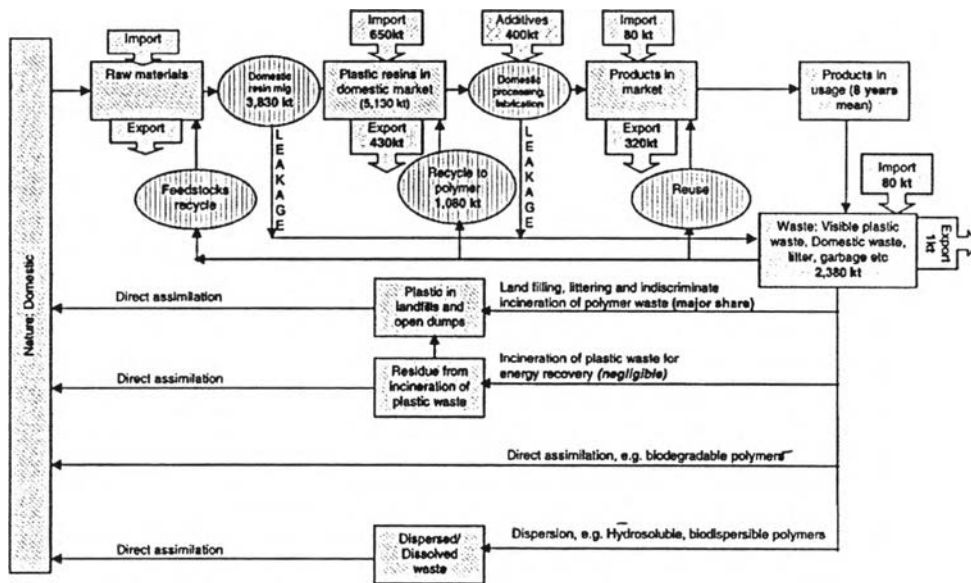 Import
Raw materials
Export
Feedstocks
recycle
Domestic
resin mfg
3,830 kt
LEAKAGE
Import
650kt
Plastic resins in
domestic market
(5,130 kt)
Export
430kt
Recycle to
polymer
1,080 kt
Additives
400kt
Domestic
processing,
fabrication
LEAKAGE
Import
80 kt
Products in
market
Export
320kt
Reuse
Products in
usage (8 years
mean)
Import
80 kt
Waste: Visible plastic
waste, Domestic waste,
litter, garbage etc
2,380 kt
Export
1kt
Nature: Domestic
Direct assimilation
Plastic in
landfills and
open dumps
Land filling, littering and indiscriminate
incineration of polymer waste (major share)
Direct assimilation
Residue from
incineration of
plastic waste
Incineration of plastic waste for
energy recovery (negligible)
Direct assimilation, e.g. biodegradable polymers
Direct assimilation
Dispersed/
Dissolved
waste
Dispersion, e.g. Hydrosoluble, biodispersible polymers